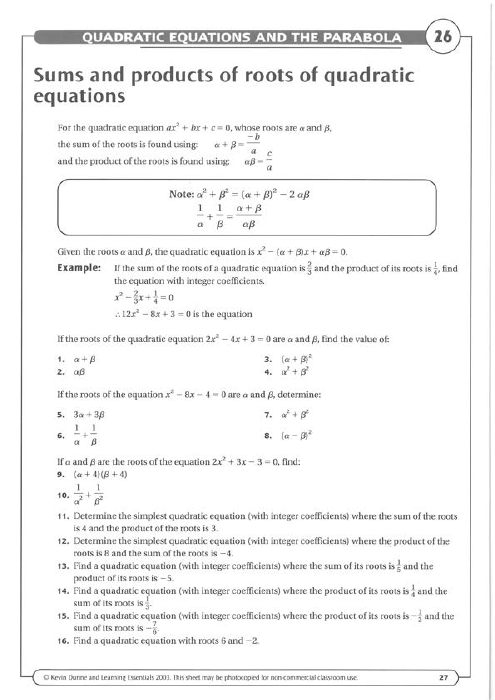 QUADRATIC EQUATIONS AND THE PARABOLA 26
Sums and products of roots of quadratic
equations
For the quadratic equation ax² + bx + c = 0, whose roots are α and β,
the sum of the roots is found using: α + β = -b/a
and the product of the roots is found using: αβ = c/a
Note: α² + β² = (α + β)² – 2 αβ
1/α + 1/β = (α + β)/αβ
Given the roots α and β, the quadratic equation is x² – (α + β)x + αβ = 0.
Example: If the sum of the roots of a quadratic equation is 2/3 and the product of its roots is 1/4, find
the equation with integer coefficients.
x² – 2/3x + 1/4 = 0
∴ 12x² – 8x + 3 = 0 is the equation
If the roots of the quadratic equation 2x² – 4x + 3 = 0 are α and β, find the value of:
1. α + β
2. αβ
3. (α + β)²
4. α² + β²
If the roots of the equation x² – 8x – 4 = 0 are α and β, determine:
5. 3α + 3β
6. 1/α + 1/β
7. α² + β²
8. (α – β)²
If α and β are the roots of the equation 2x² + 3x – 3 = 0, find:
9. (α + 4)(β + 4)
10. 1/α² + 1/β²
11. Determine the simplest quadratic equation (with integer coefficients) where the sum of the roots
is 4 and the product of the roots is 3.
12. Determine the simplest quadratic equation (with integer coefficients) where the product of the
roots is 8 and the sum of the roots is –4.
13. Find a quadratic equation (with integer coefficients) where the sum of its roots is 1/5 and the
product of its roots is –5.
14. Find a quadratic equation (with integer coefficients) where the product of its roots is 1/4 and the
sum of its roots is 1/3.
15. Find a quadratic equation (with integer coefficients) where the product of its roots is –1/2 and the
sum of its roots is –7/6.
16. Find a quadratic equation with roots 6 and –2.
© Kevin Dunne and Learning Essentials 2003. This sheet may be photocopied for non-commercial classroom use. 27